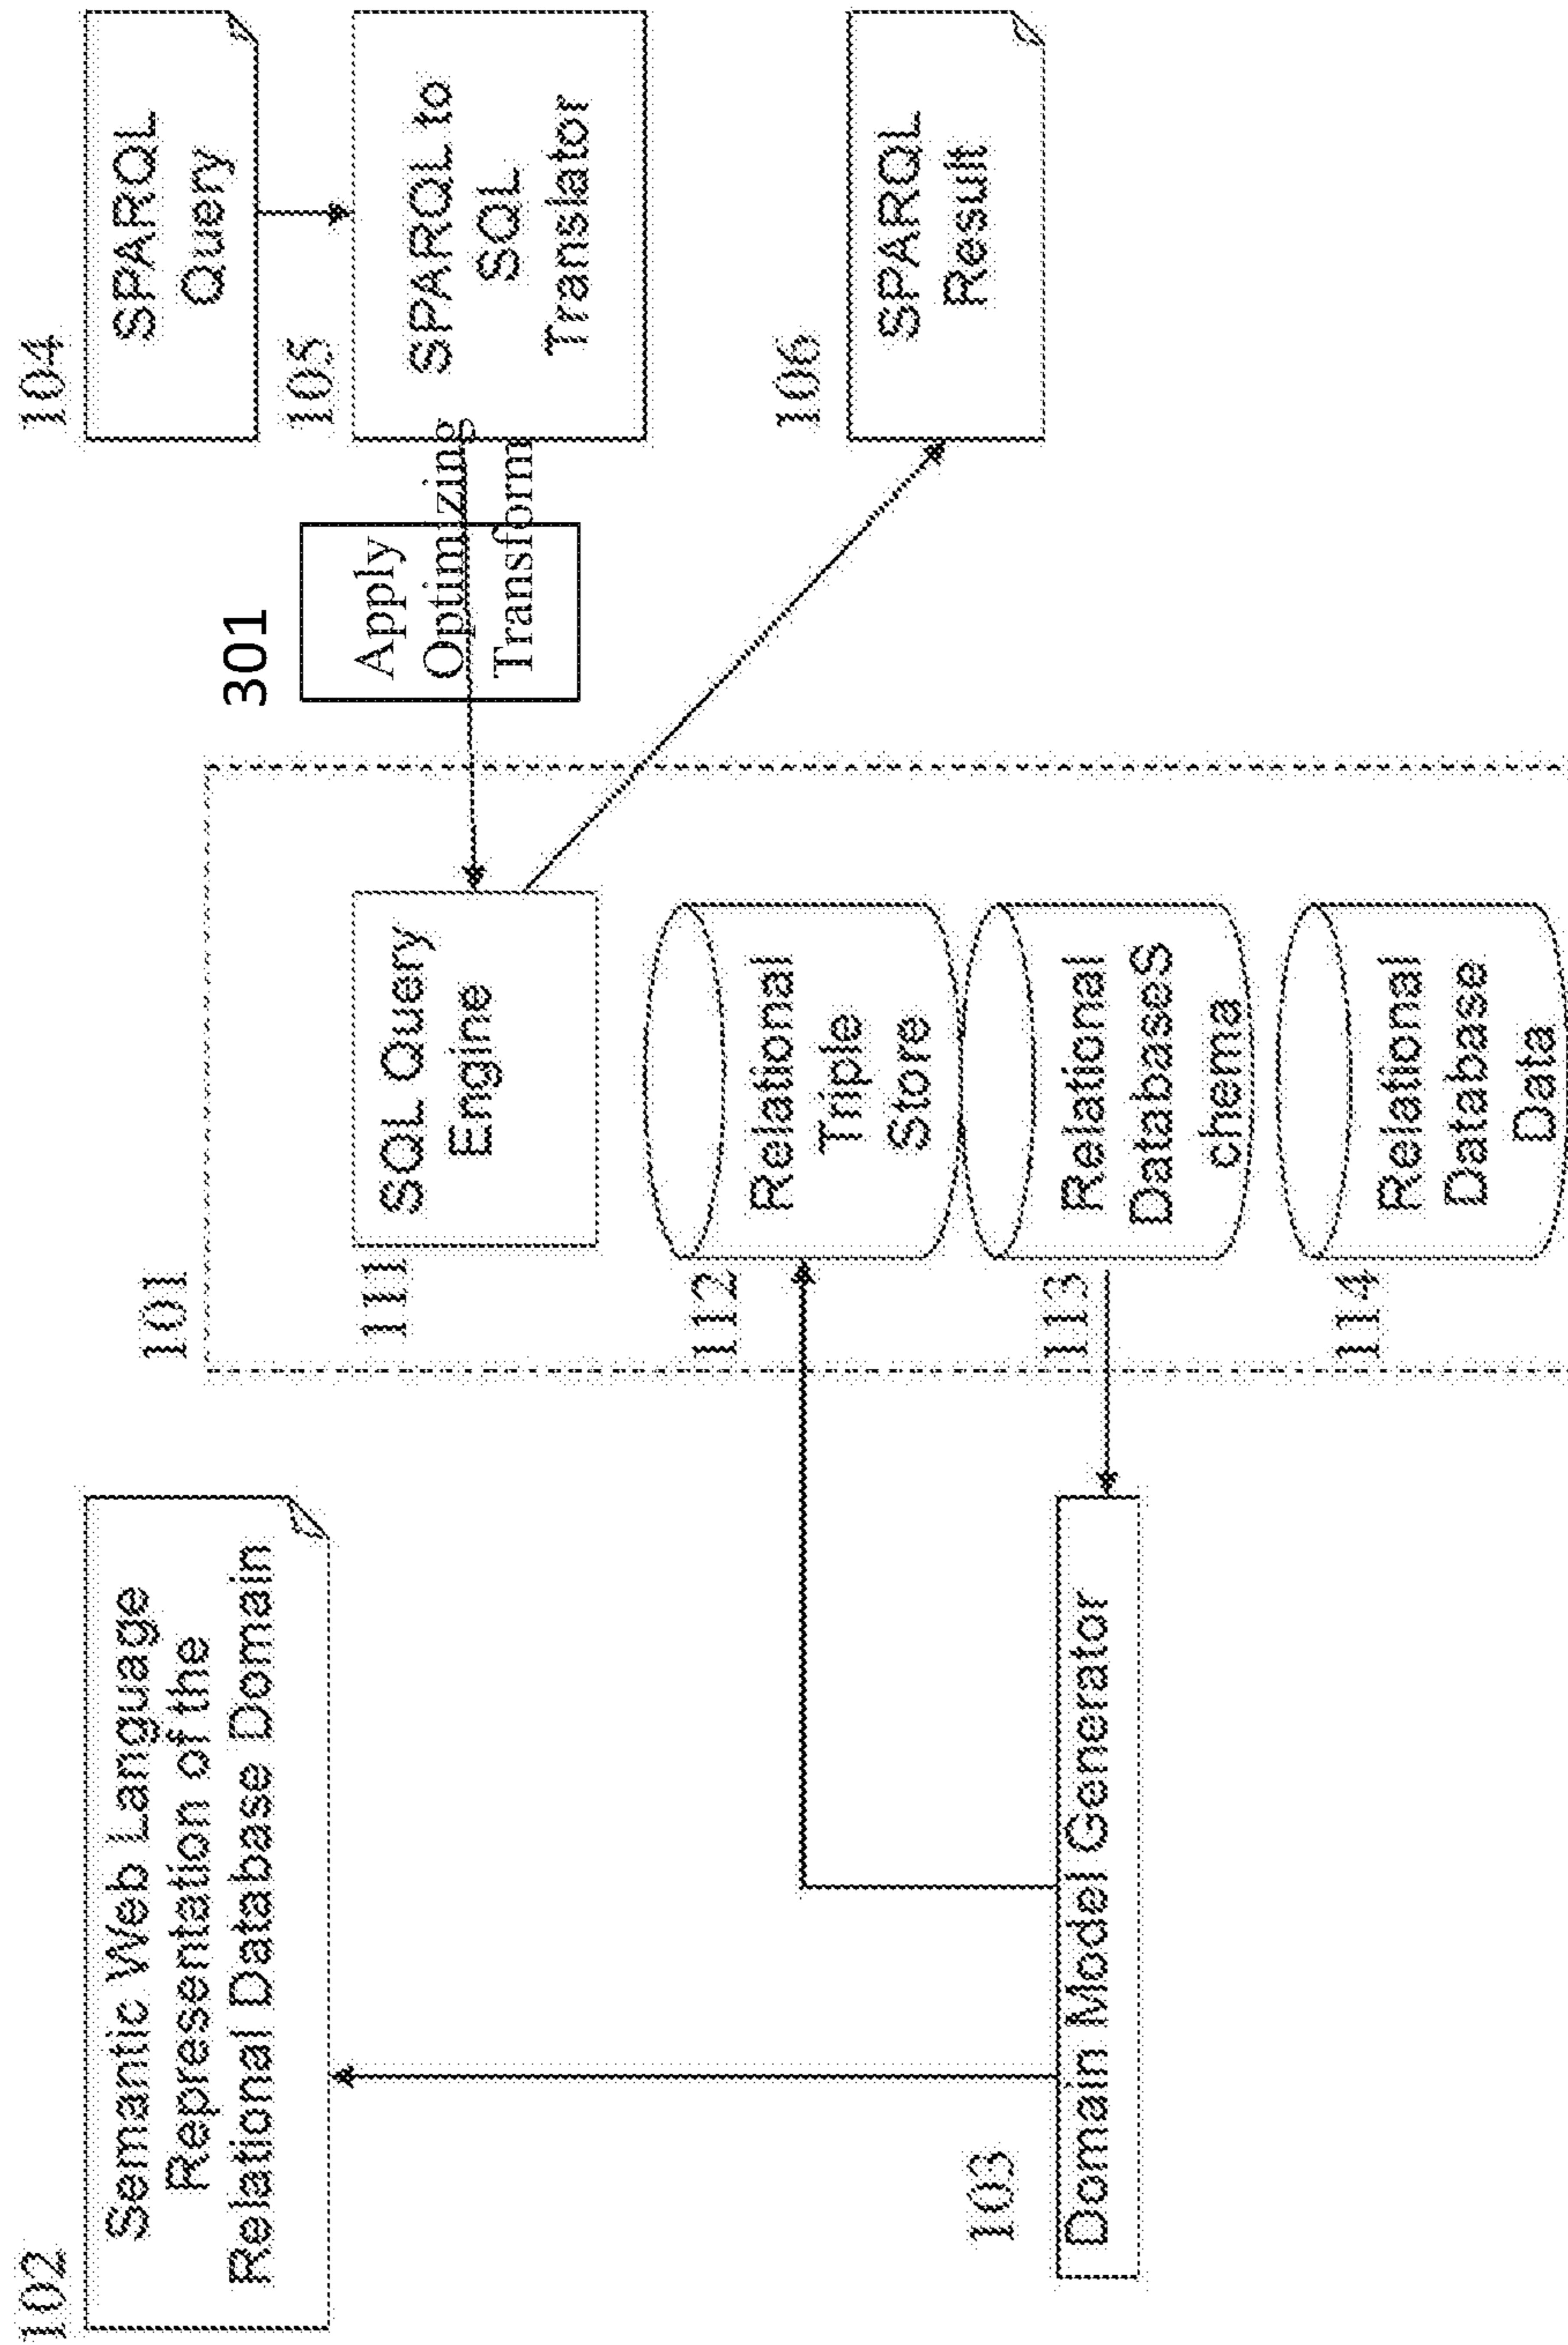 102
Semantic Web Language
Representation of the
Relational Database Domain
103
Domain Model Generator
101
111
SQL Query
Engine
112
Relational
Triple
Store
113
Relational
DatabaseS
chema
114
Relational
Database
Data
301
Apply
Optimizing
Transform
104
SPARQL
Query
105
SPARQL to
SQL
Translator
106
SPARQL
Result